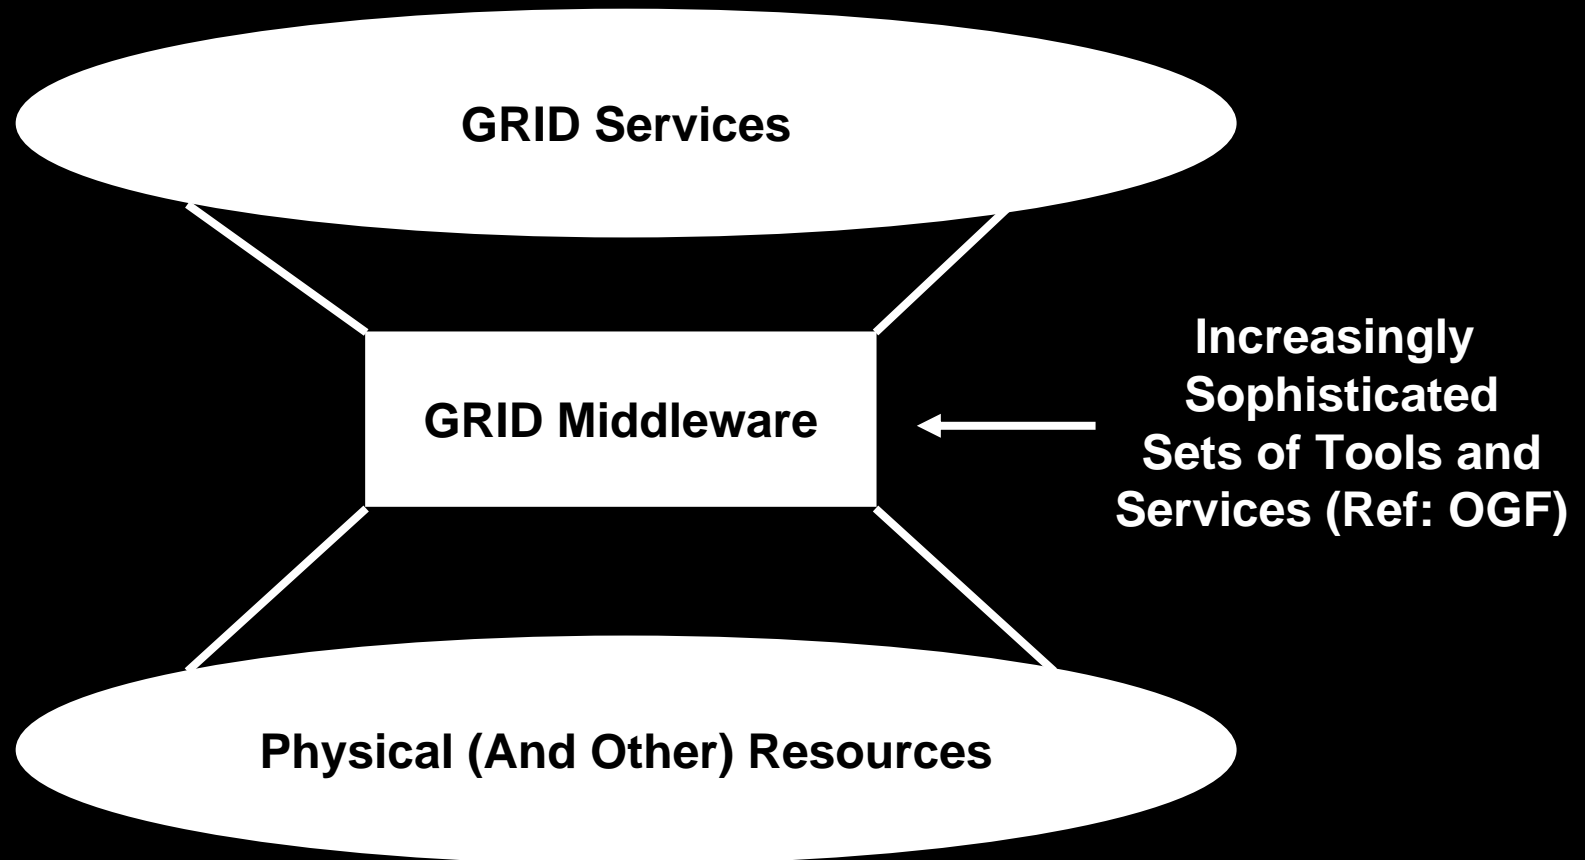 GRID Services
GRID Middleware
Increasingly
Sophisticated
Sets of Tools and
Services (Ref: OGF)
Physical (And Other) Resources